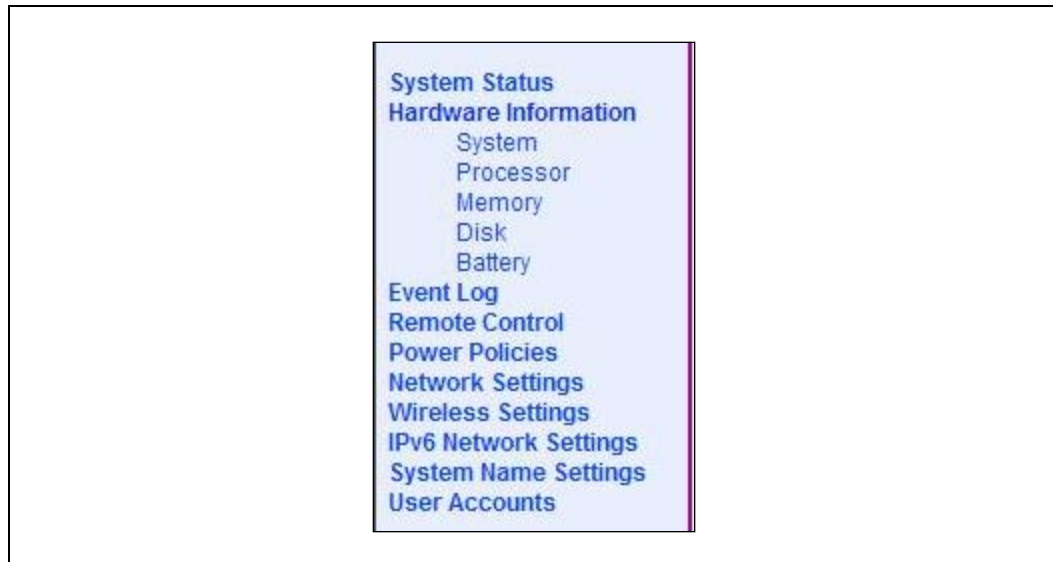 System Status
Hardware Information
System
Processor
Memory
Disk
Battery
Event Log
Remote Control
Power Policies
Network Settings
Wireless Settings
IPv6 Network Settings
System Name Settings
User Accounts